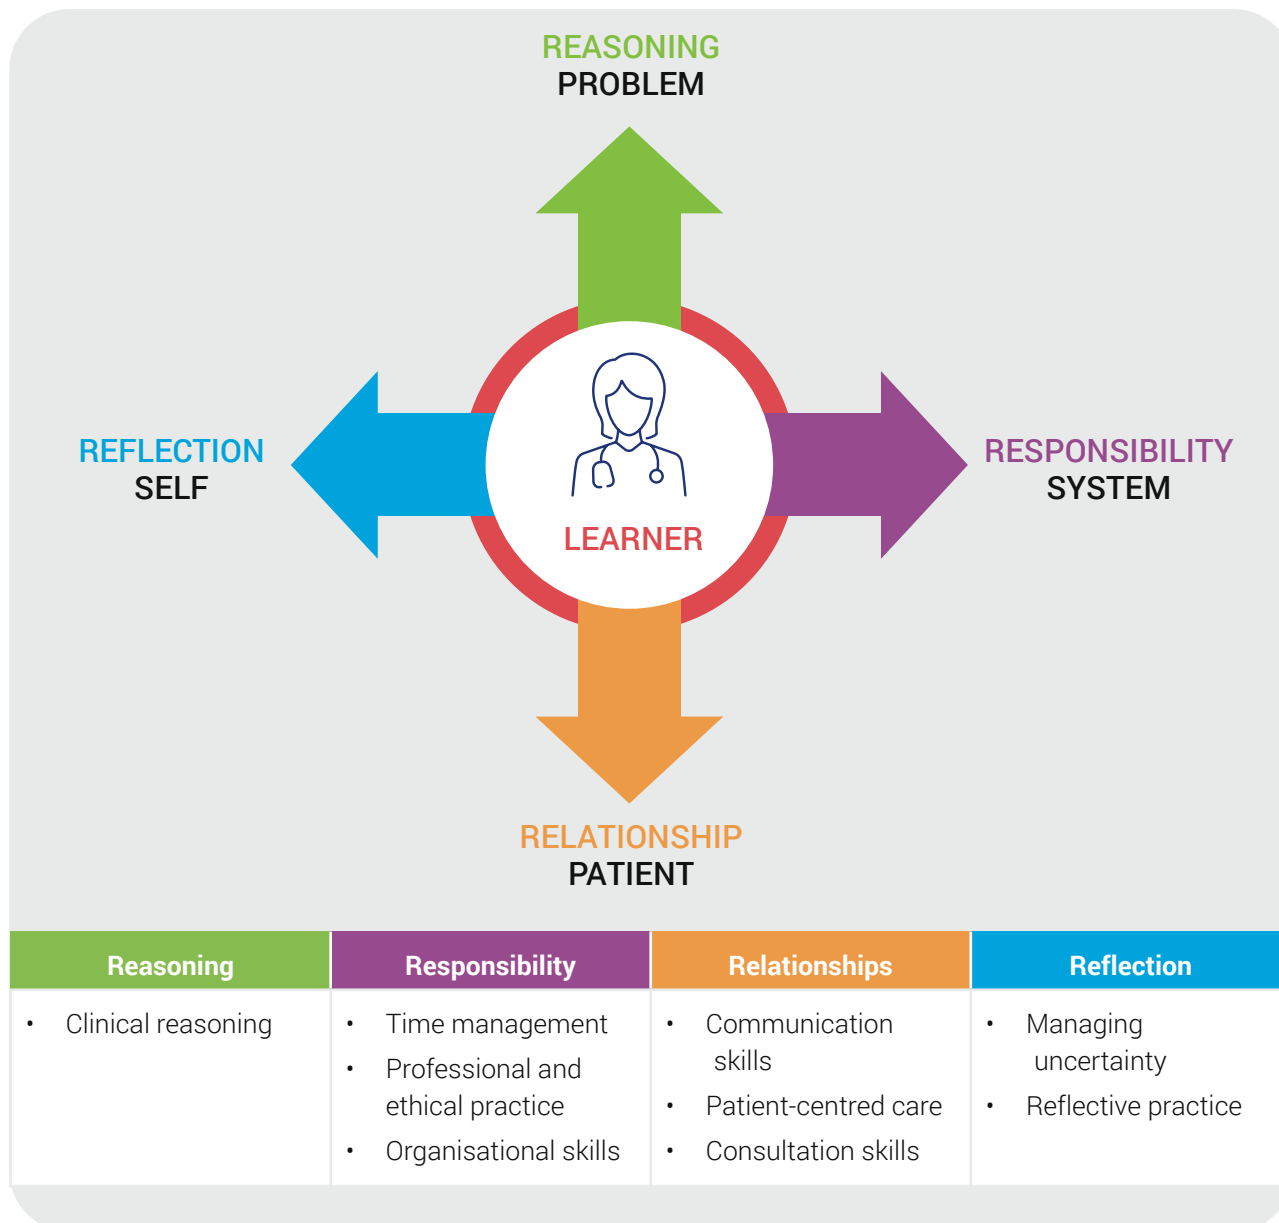 REASONING
PROBLEM
REFLECTION
SELF
RESPONSIBILITY
SYSTEM
LEARNER
RELATIONSHIP
PATIENT
Reasoning
• Clinical reasoning
Responsibility
• Time management
• Professional and
ethical practice
• Organisational skills
Relationships
• Communication
skills
• Patient-centred care
• Consultation skills
Reflection
• Managing
uncertainty
• Reflective practice